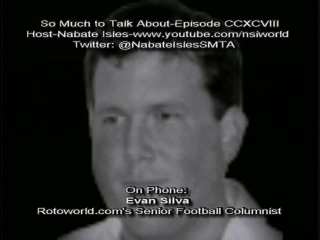 So Much to Talk About-Episode CCXCVIII
Host-Nabate Isles-www.youtube.com/nsiworld
Twitter: @NabateIslesSMTA
On Phone:
Evan Silva
Rotoworld.com's Senior Football Columnist